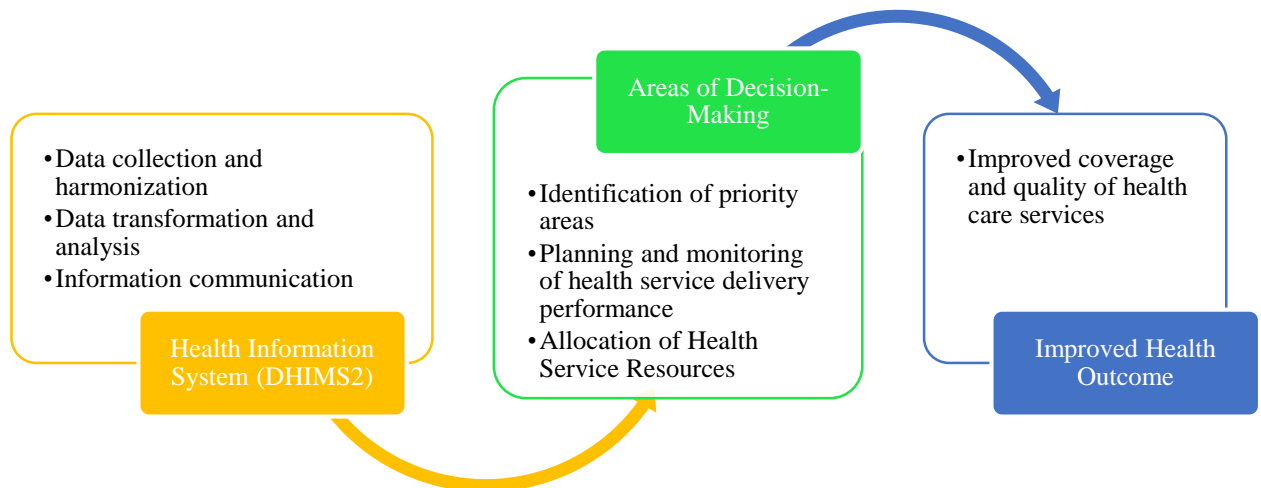 •Data collection and
harmonization
•Data transformation and
analysis
•Information communication
Health Information
System (DHIMS2)
Areas of Decision-
Making
•Identification of priority
areas
•Planning and monitoring
of health service delivery
performance
•Allocation of Health
Service Resources
•Improved coverage
and quality of health
care services
Improved Health
Outcome